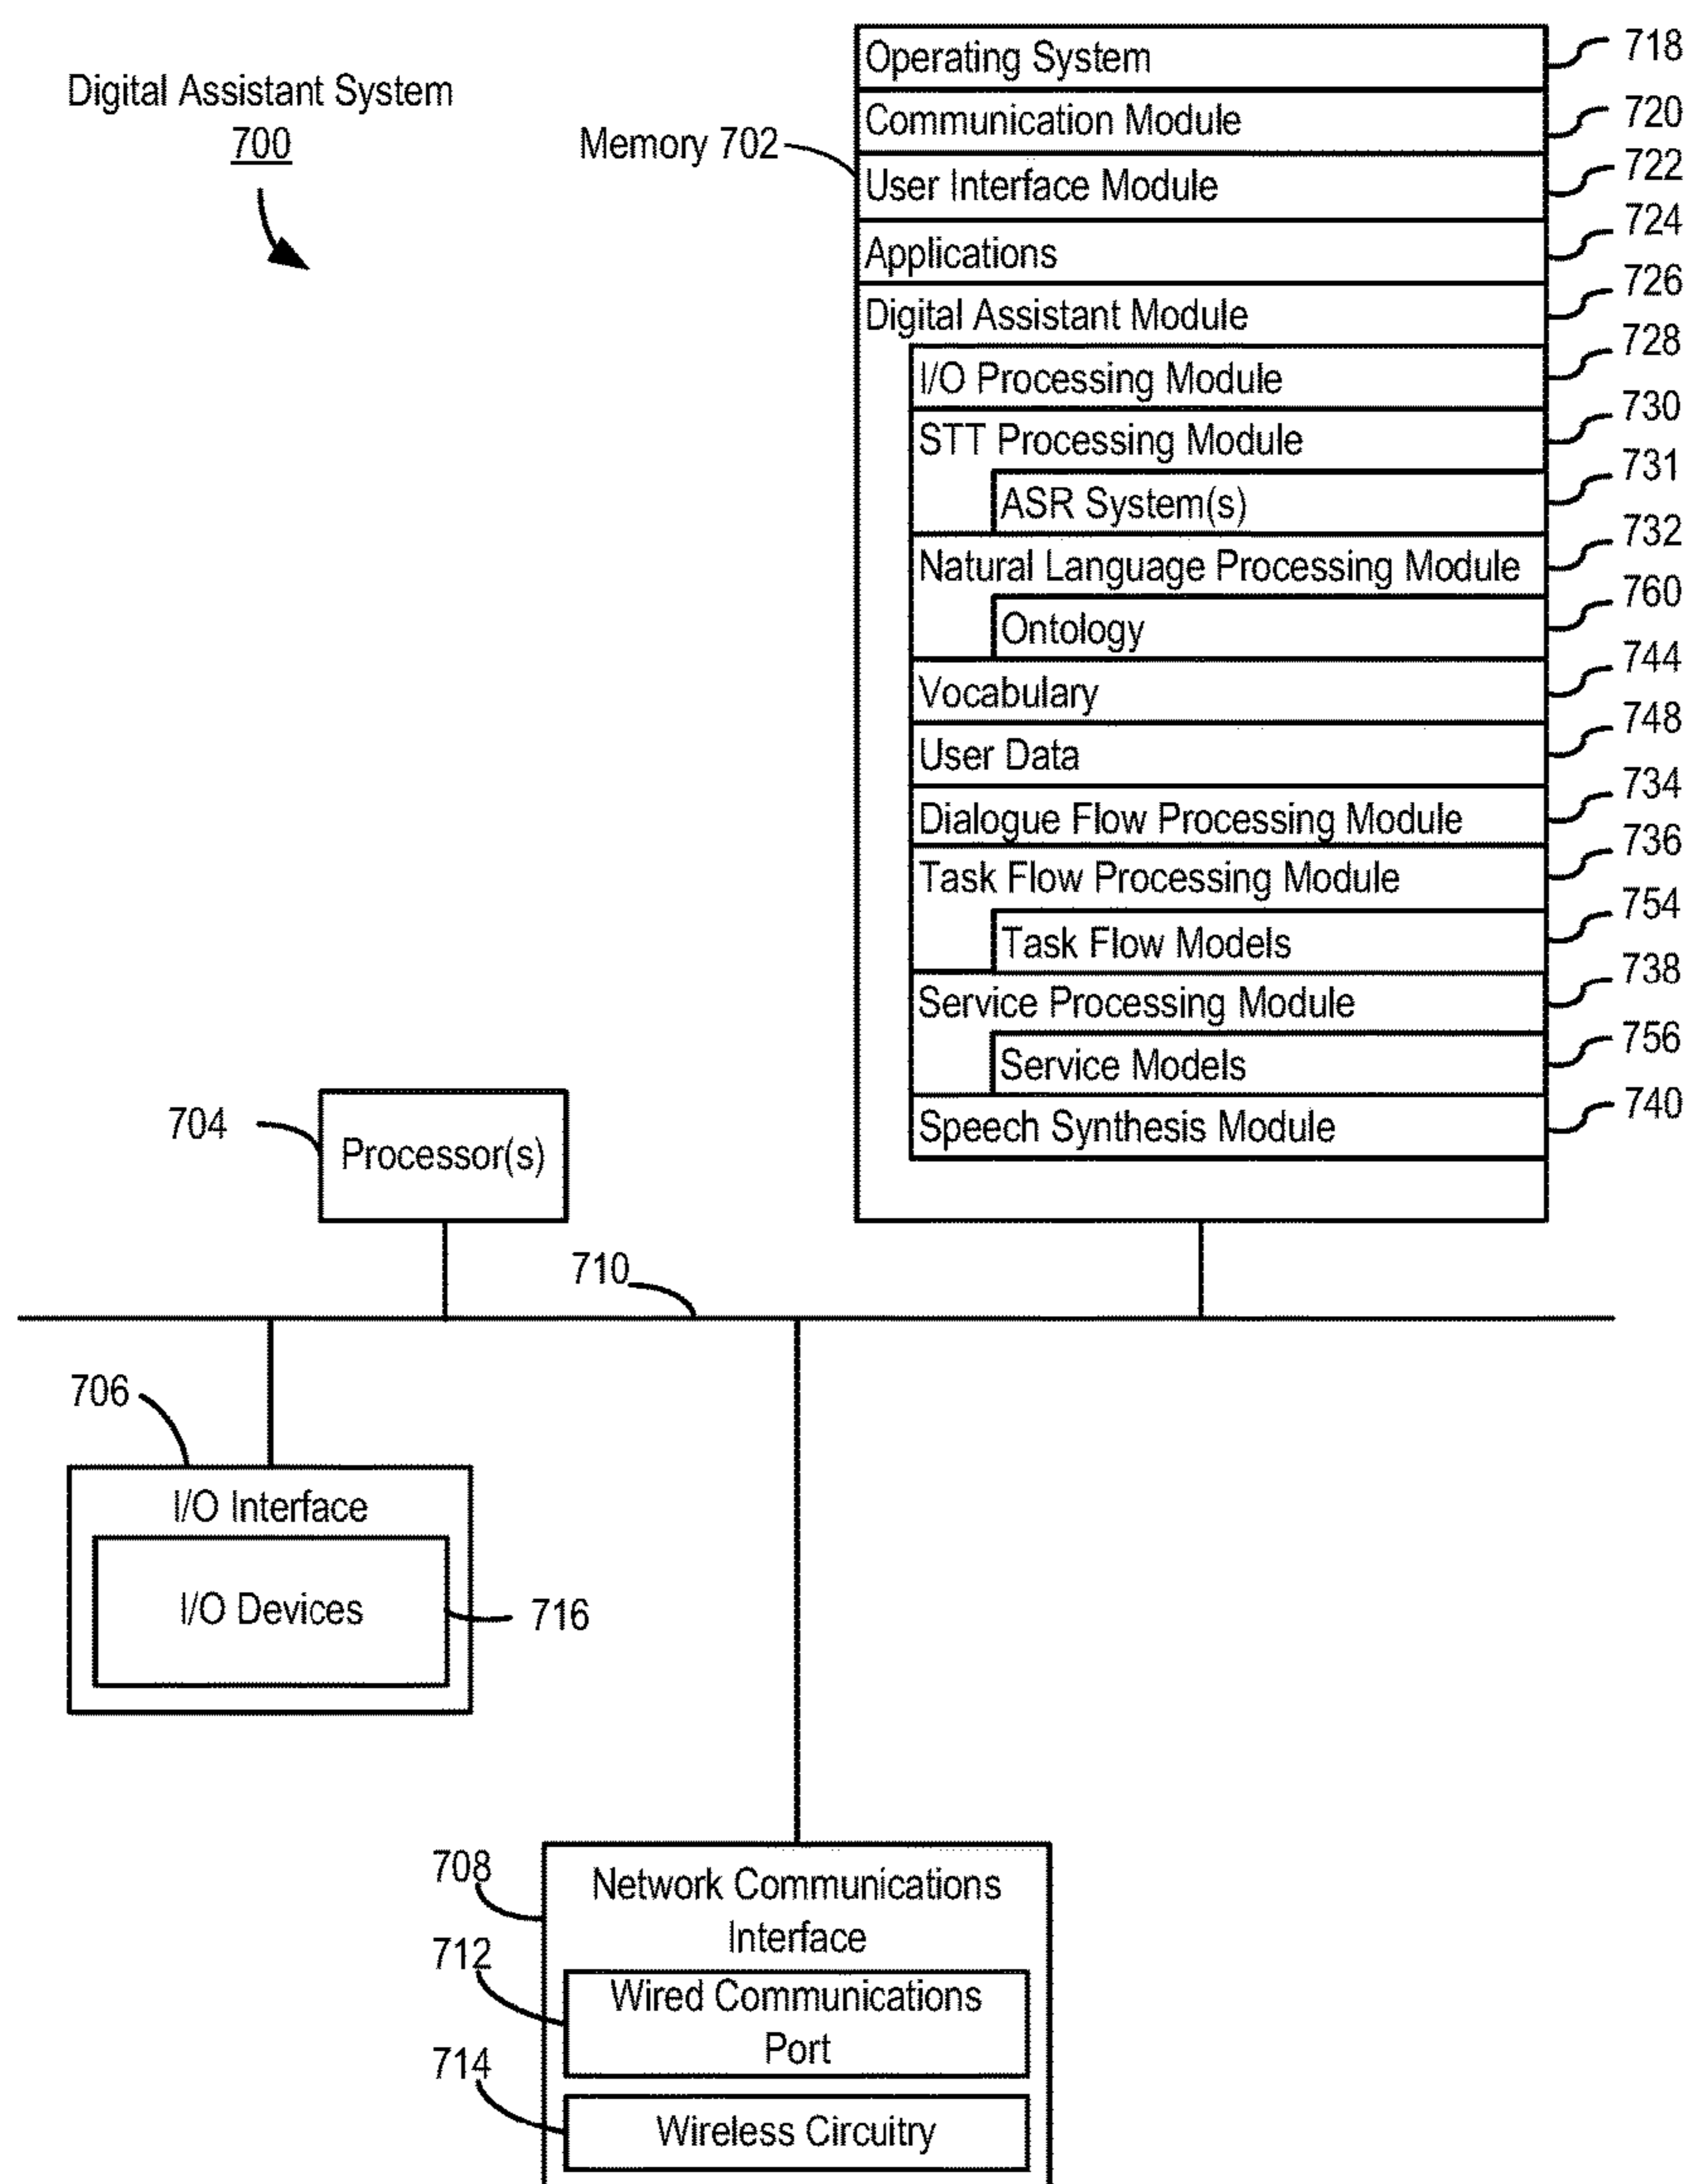 Digital Assistant System
700
Memory 702
Operating System
718
Communication Module
720
User Interface Module
722
Applications
724
Digital Assistant Module
726
I/O Processing Module
728
STT Processing Module
730
ASR System(s)
731
Natural Language Processing Module
732
Ontology
760
Vocabulary
744
User Data
748
Dialogue Flow Processing Module
734
Task Flow Processing Module
736
Task Flow Models
754
Service Processing Module
738
Service Models
756
Speech Synthesis Module
740
704
Processor(s)
710
706
I/O Interface
I/O Devices
716
708
Network Communications
Interface
712
Wired Communications
Port
714
Wireless Circuitry